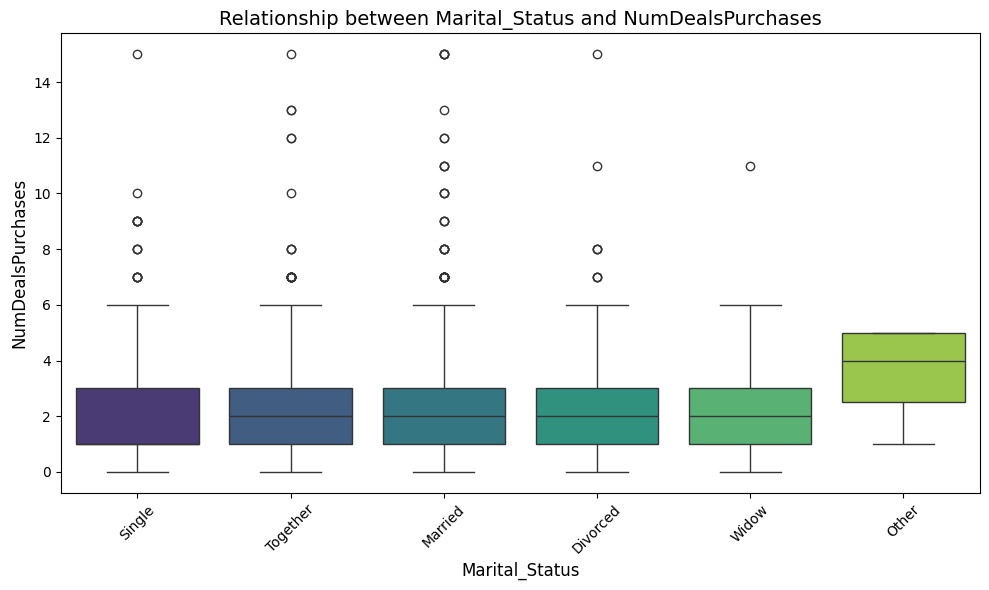 Relationship between Marital_Status and NumDealsPurchases
NumDealsPurchases
14
12
10
8
6
4
2
0
Single
Together
Married
Divorced
Widow
Other
Marital_Status